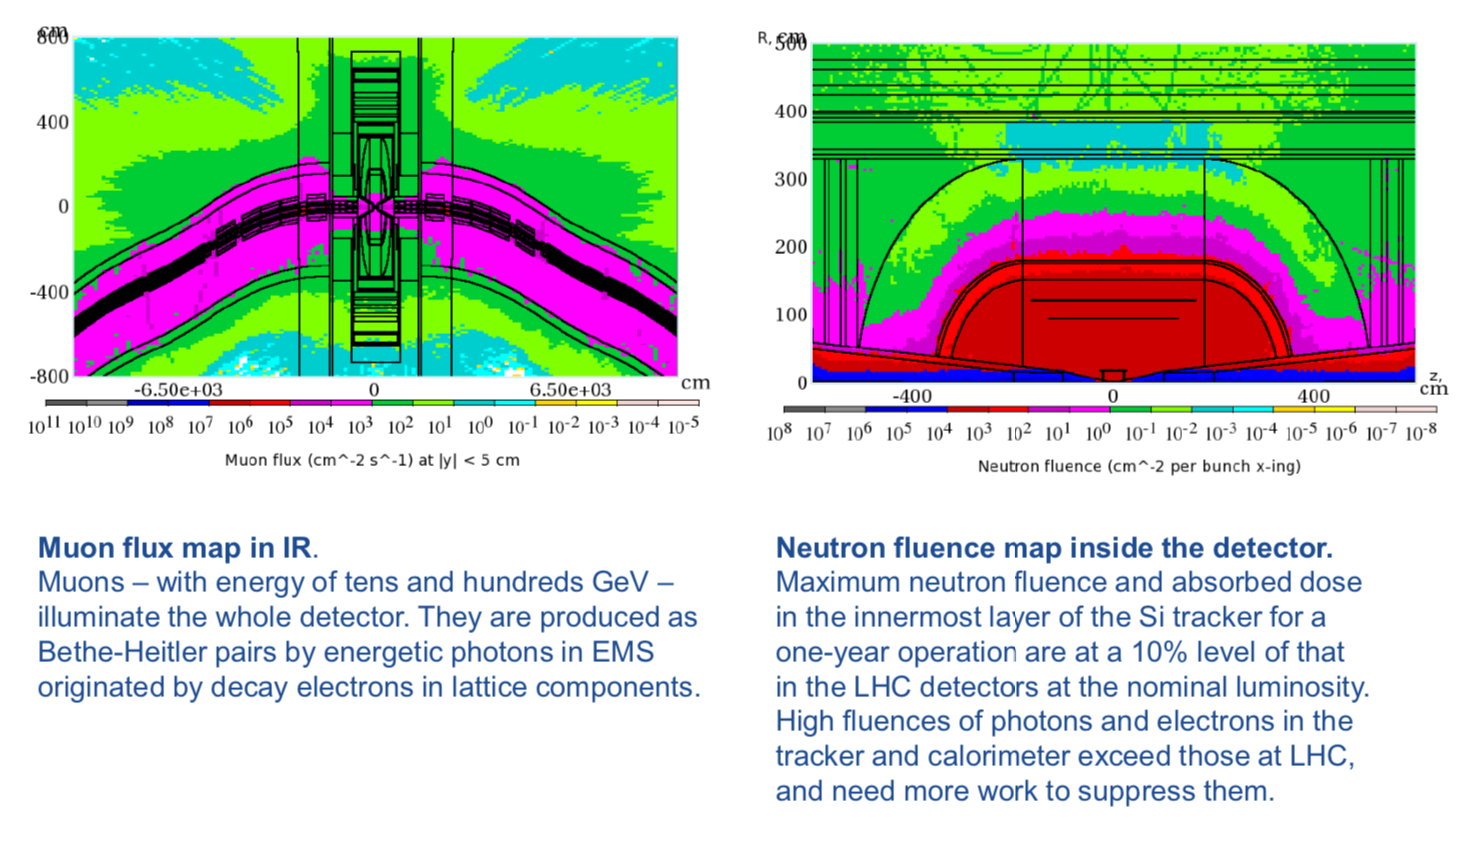 cm
800
400
0
-400
-800
-6.50e+03 0 6.50e+03 cm
10^11 10^10 10^9 10^8 10^7 10^6 10^5 10^4 10^3 10^2 10^1 10^0 10^-1 10^-2 10^-3 10^-4 10^-5
Muon flux (cm^-2 s^-1) at |y| < 5 cm
R, cm
500
400
300
200
100
0
-400 0 400 z, cm
10^8 10^7 10^6 10^5 10^4 10^3 10^2 10^1 10^0 10^-1 10^-2 10^-3 10^-4 10^-5 10^-6 10^-7 10^-8
Neutron fluence (cm^-2 per bunch x-ing)
Muon flux map in IR.
Muons – with energy of tens and hundreds GeV –
illuminate the whole detector. They are produced as
Bethe-Heitler pairs by energetic photons in EMS
originated by decay electrons in lattice components.
Neutron fluence map inside the detector.
Maximum neutron fluence and absorbed dose
in the innermost layer of the Si tracker for a
one-year operation are at a 10% level of that
in the LHC detectors at the nominal luminosity.
High fluences of photons and electrons in the
tracker and calorimeter exceed those at LHC,
and need more work to suppress them.